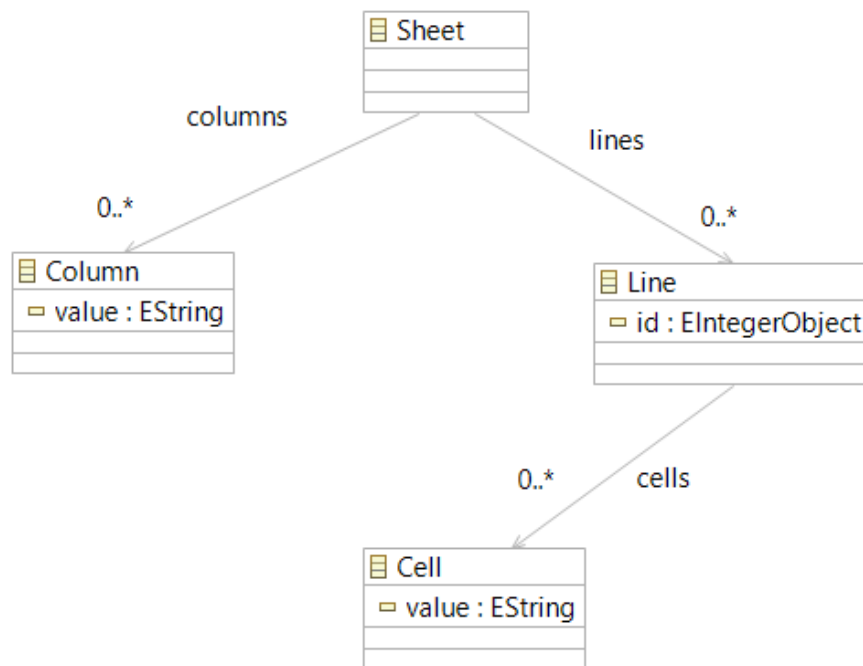 Sheet
columns
lines
0..*
0..*
Column
value : EString
Line
id : EIntegerObject
0..*
cells
Cell
value : EString